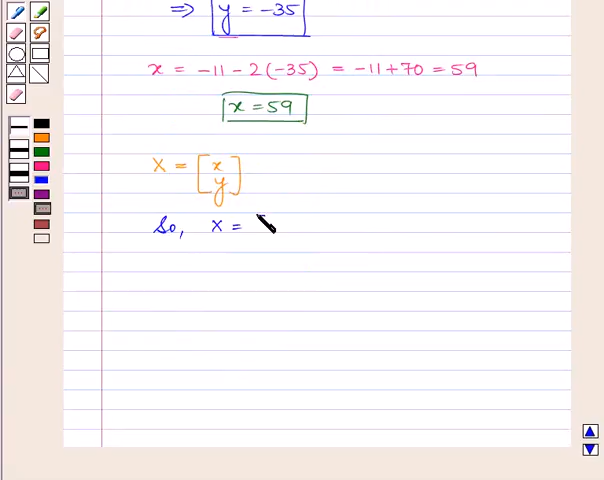 ⇒ y = -35
x = -11 - 2(-35) = -11 + 70 = 59
x = 59
X = [x
y]
So, X = [